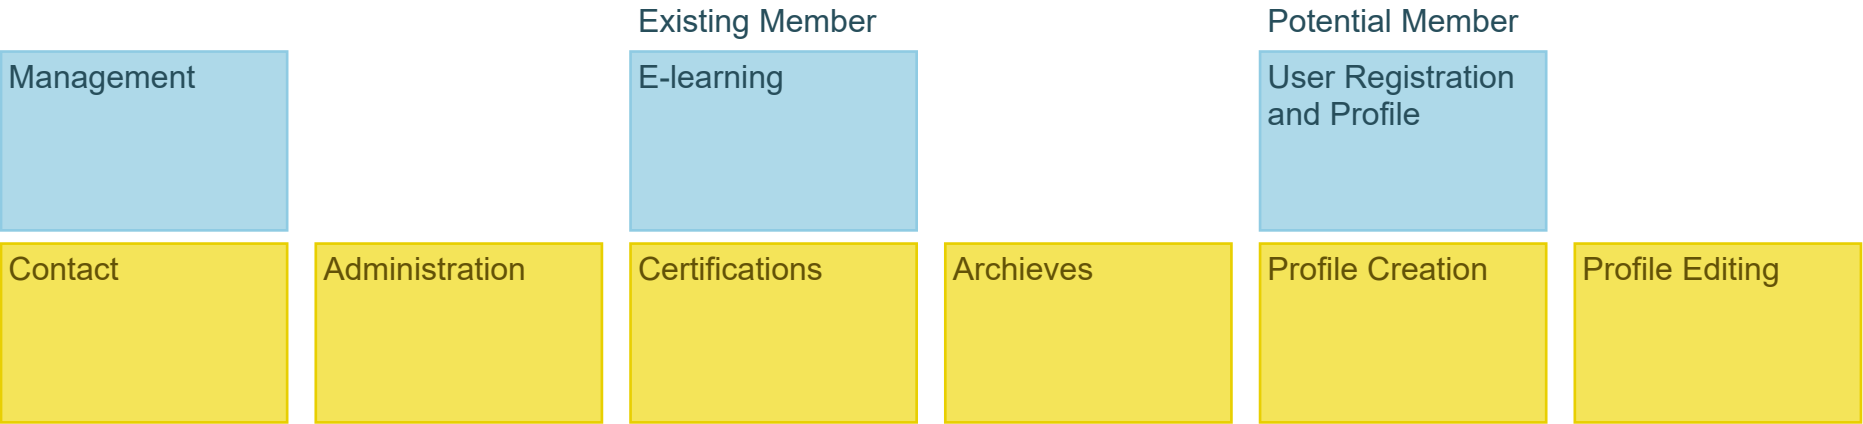 Existing Member
Potential Member
Management
E-learning
User Registration
and Profile
Contact
Administration
Certifications
Archieves
Profile Creation
Profile Editing